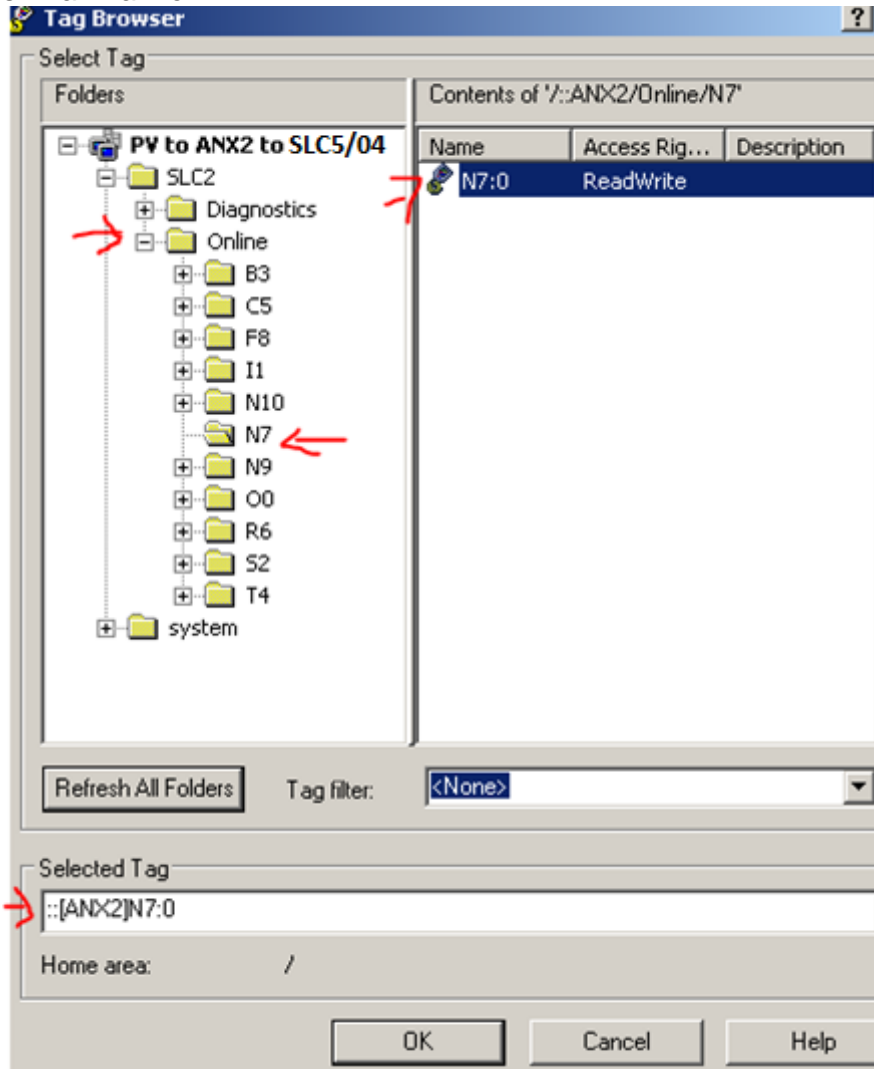 Tag Browser
?
Select Tag
Folders
Contents of '/::ANX2/Online/N7'
PV to ANX2 to SLC5/04
SLC2
Diagnostics
Online
B3
C5
F8
I1
N10
N7
N9
O0
R6
S2
T4
system
Name Access Rig... Description
N7:0 ReadWrite
Refresh All Folders Tag filter: <None>
Selected Tag
::[ANX2]N7:0
Home area: /
OK Cancel Help